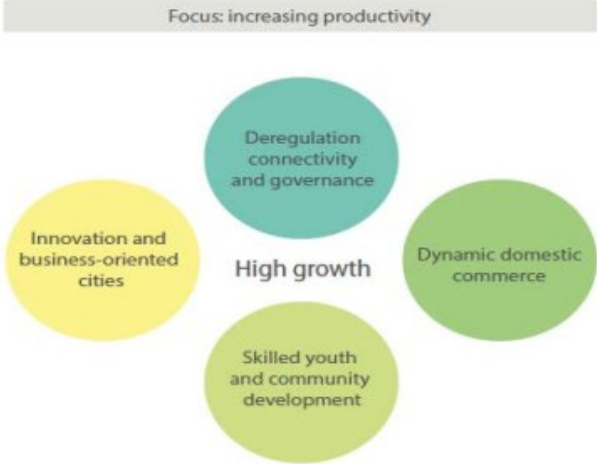 Focus: increasing productivity
Deregulation
connectivity
and governance
Innovation and
business-oriented
cities
High growth
Dynamic domestic
commerce
Skilled youth
and community
development